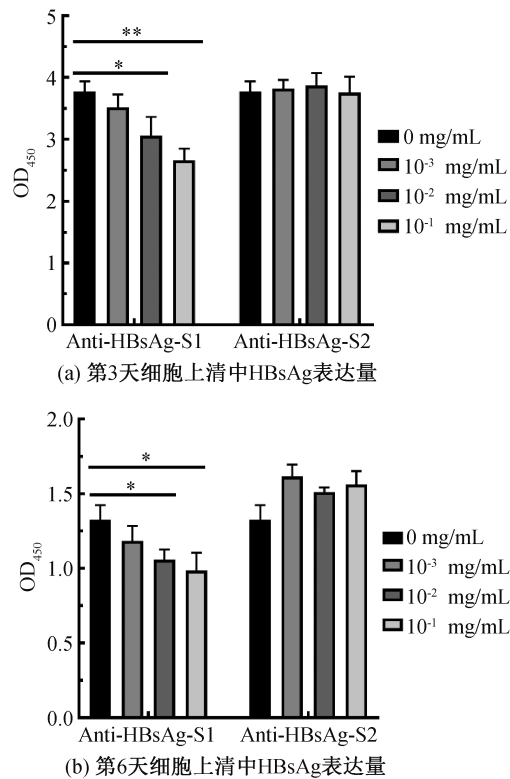 **
*
5
4
3
2
1
0
OD450
0 mg/mL
10-3 mg/mL
10-2 mg/mL
10-1 mg/mL
Anti-HBsAg-S1 Anti-HBsAg-S2
(a) 第3天细胞上清中HBsAg表达量
2.0
1.5
1.0
0.5
0.0
*
*
OD450
0 mg/mL
10-3 mg/mL
10-2 mg/mL
10-1 mg/mL
Anti-HBsAg-S1 Anti-HBsAg-S2
(b) 第6天细胞上清中HBsAg表达量